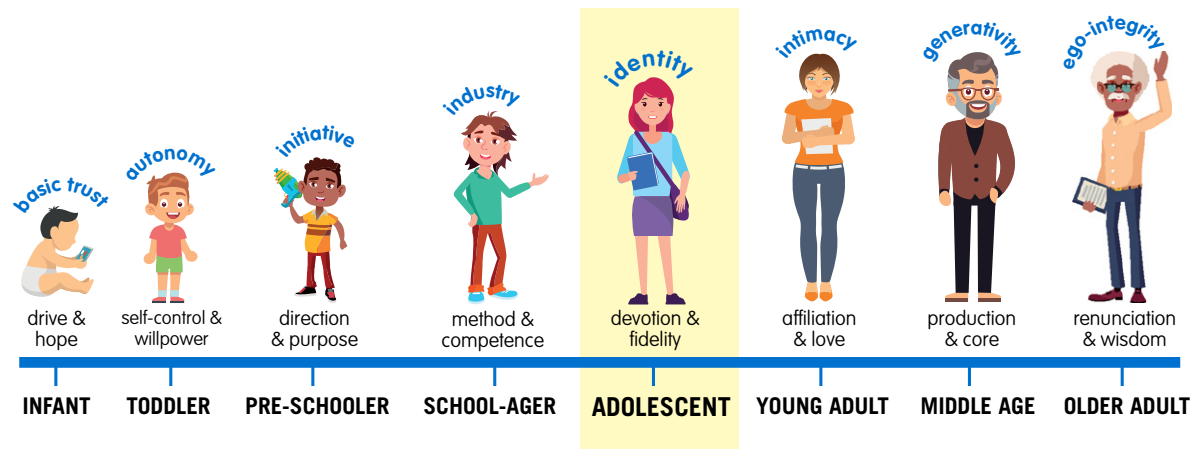 basic trust
autonomy
initiative
industry
identity
intimacy
generativity
ego-integrity
drive &
hope
self-control &
willpower
direction
& purpose
method &
competence
devotion &
fidelity
affiliation
& love
production
& core
renunciation
& wisdom
INFANT
TODDLER
PRE-SCHOOLER
SCHOOL-AGER
ADOLESCENT
YOUNG ADULT
MIDDLE AGE
OLDER ADULT